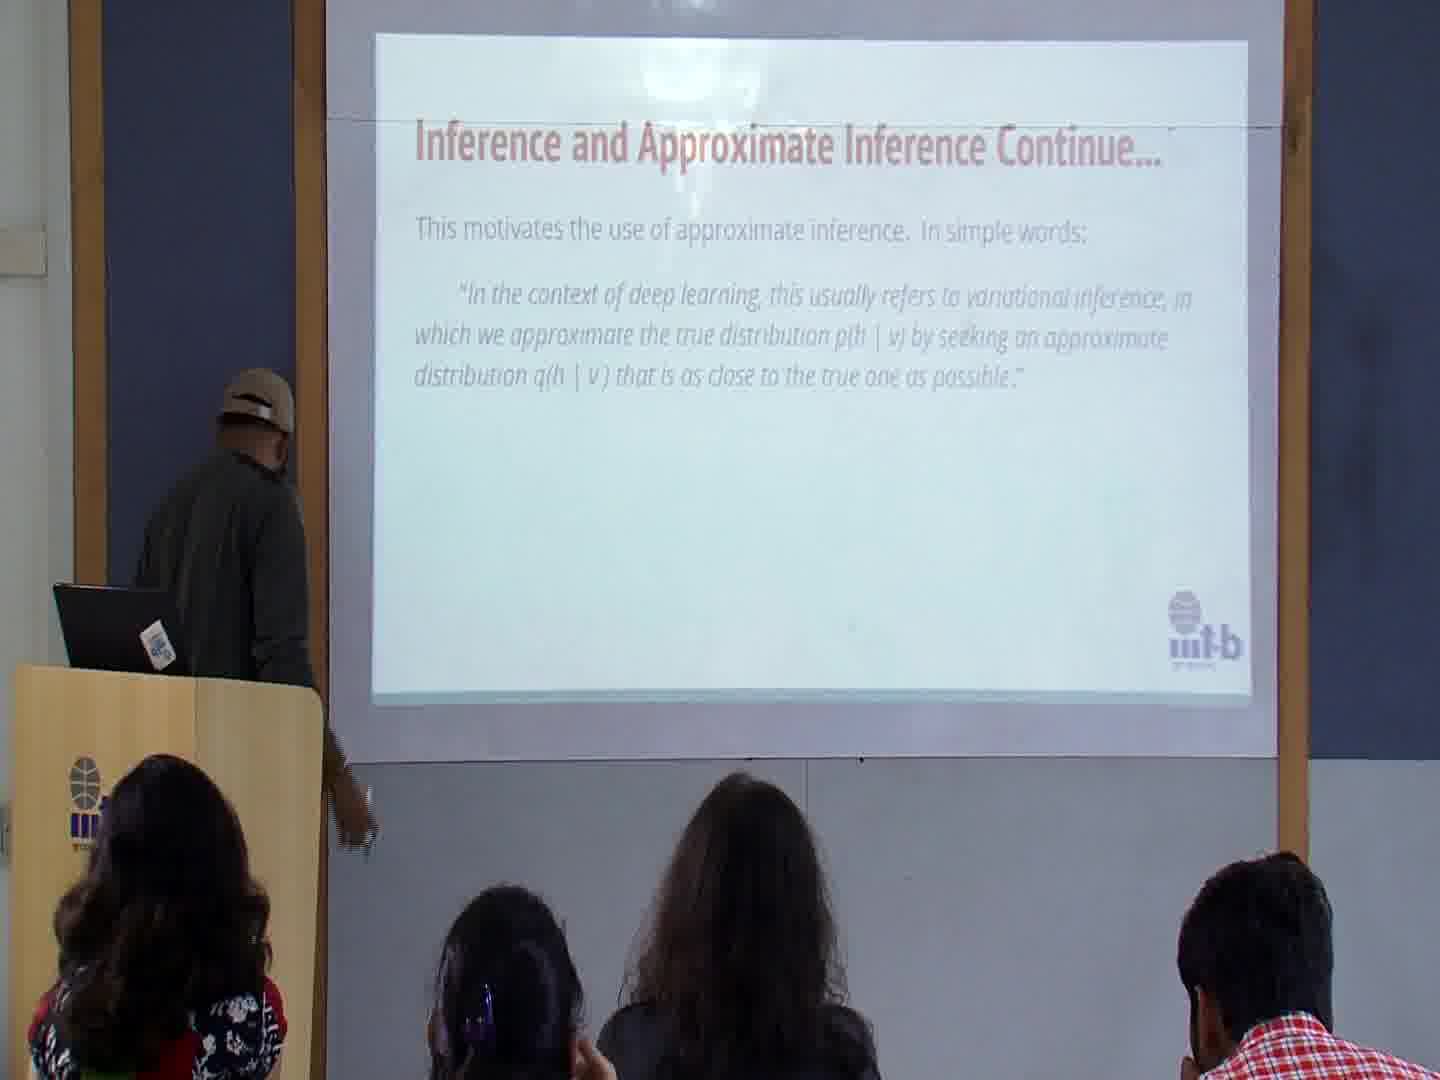 Inference and Approximate Inference Continue...
This motivates the use of approximate inference. In simple words:
"In the context of deep learning, this usually refers to variational inference, in
which we approximate the true distribution p(h | v) by seeking an approximate
distribution q(h | v ) that is as close to the true one as possible."
iiit-b